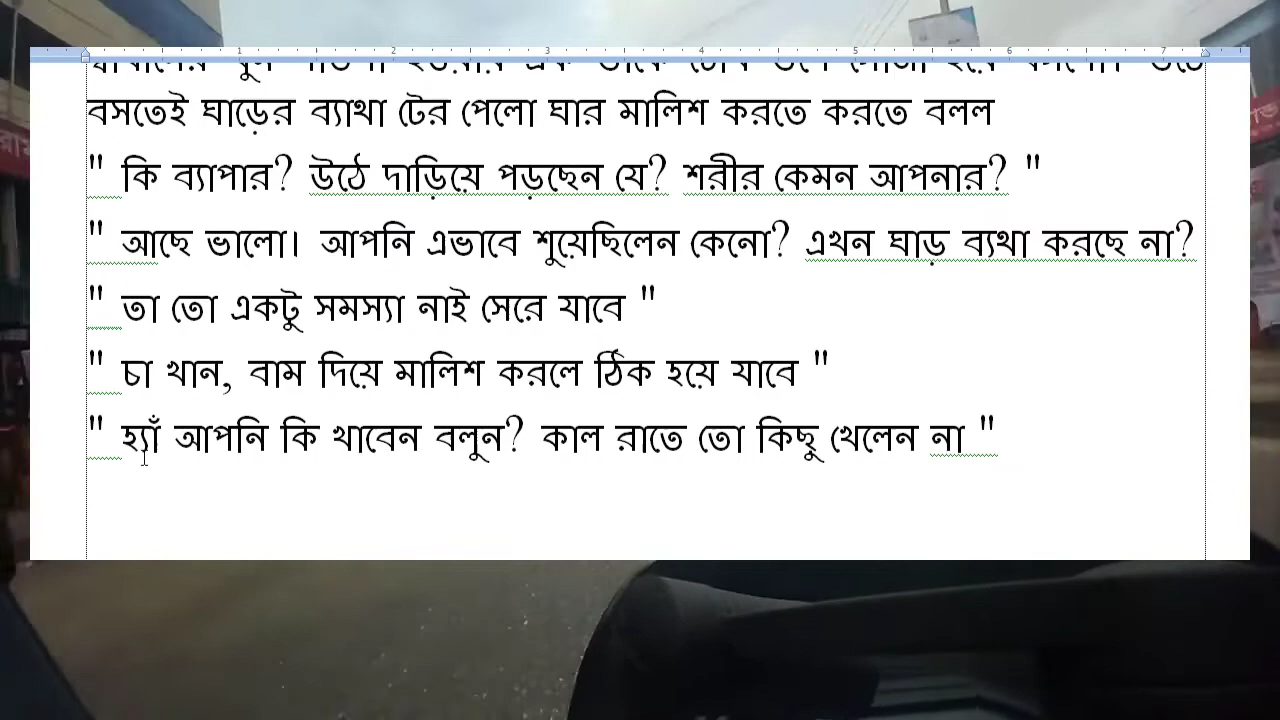 বসতেই ঘাড়ের ব্যাথা টের পেলো ঘার মালিশ করতে করতে বলল
" কি ব্যাপার? উঠে দাড়িয়ে পড়ছেন যে? শরীর কেমন আপনার? "
" আছে ভালো। আপনি এভাবে শুয়েছিলেন কেনো? এখন ঘাড় ব্যথা করছে না?
" তা তো একটু সমস্যা নাই সেরে যাবে "
" চা খান, বাম দিয়ে মালিশ করলে ঠিক হয়ে যাবে "
" হ্যাঁ আপনি কি খাবেন বলুন? কাল রাতে তো কিছু খেলেন না "